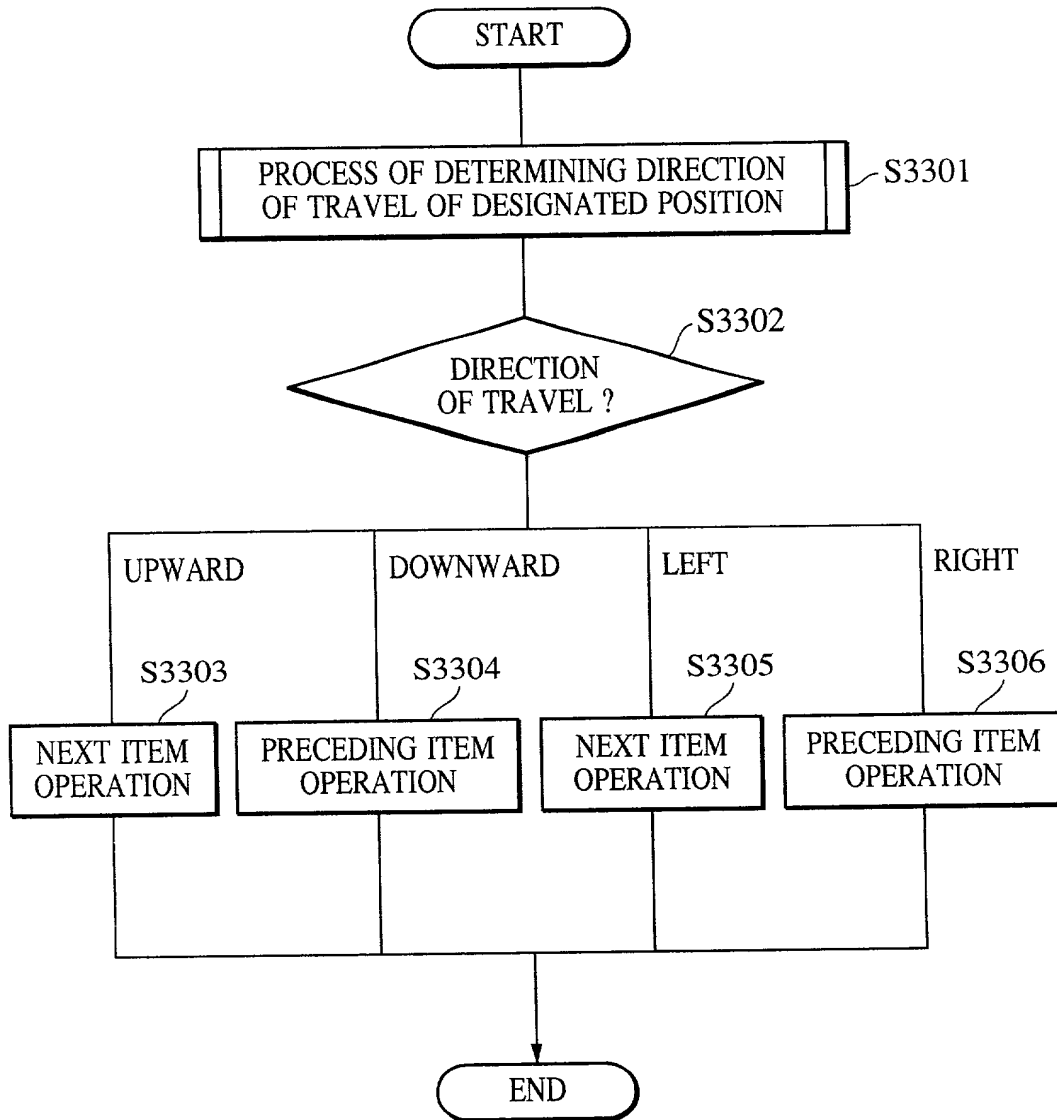 START
PROCESS OF DETERMINING DIRECTION
OF TRAVEL OF DESIGNATED POSITION
S3301
S3302
DIRECTION
OF TRAVEL ?
UPWARD
DOWNWARD
LEFT
RIGHT
S3303
S3304
S3305
S3306
NEXT ITEM
OPERATION
PRECEDING ITEM
OPERATION
NEXT ITEM
OPERATION
PRECEDING ITEM
OPERATION
END